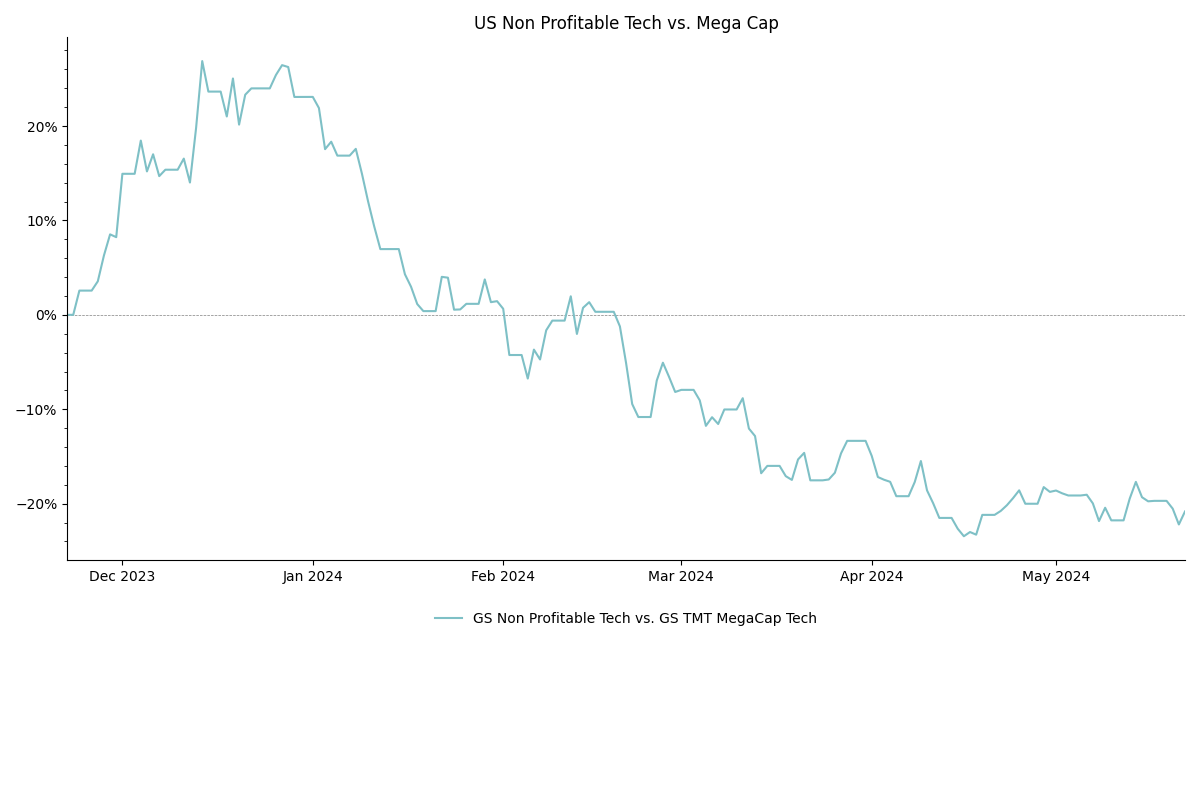 US Non Profitable Tech vs. Mega Cap
20%
10%
0%
−10%
−20%
Dec 2023
Jan 2024
Feb 2024
Mar 2024
Apr 2024
May 2024
GS Non Profitable Tech vs. GS TMT MegaCap Tech